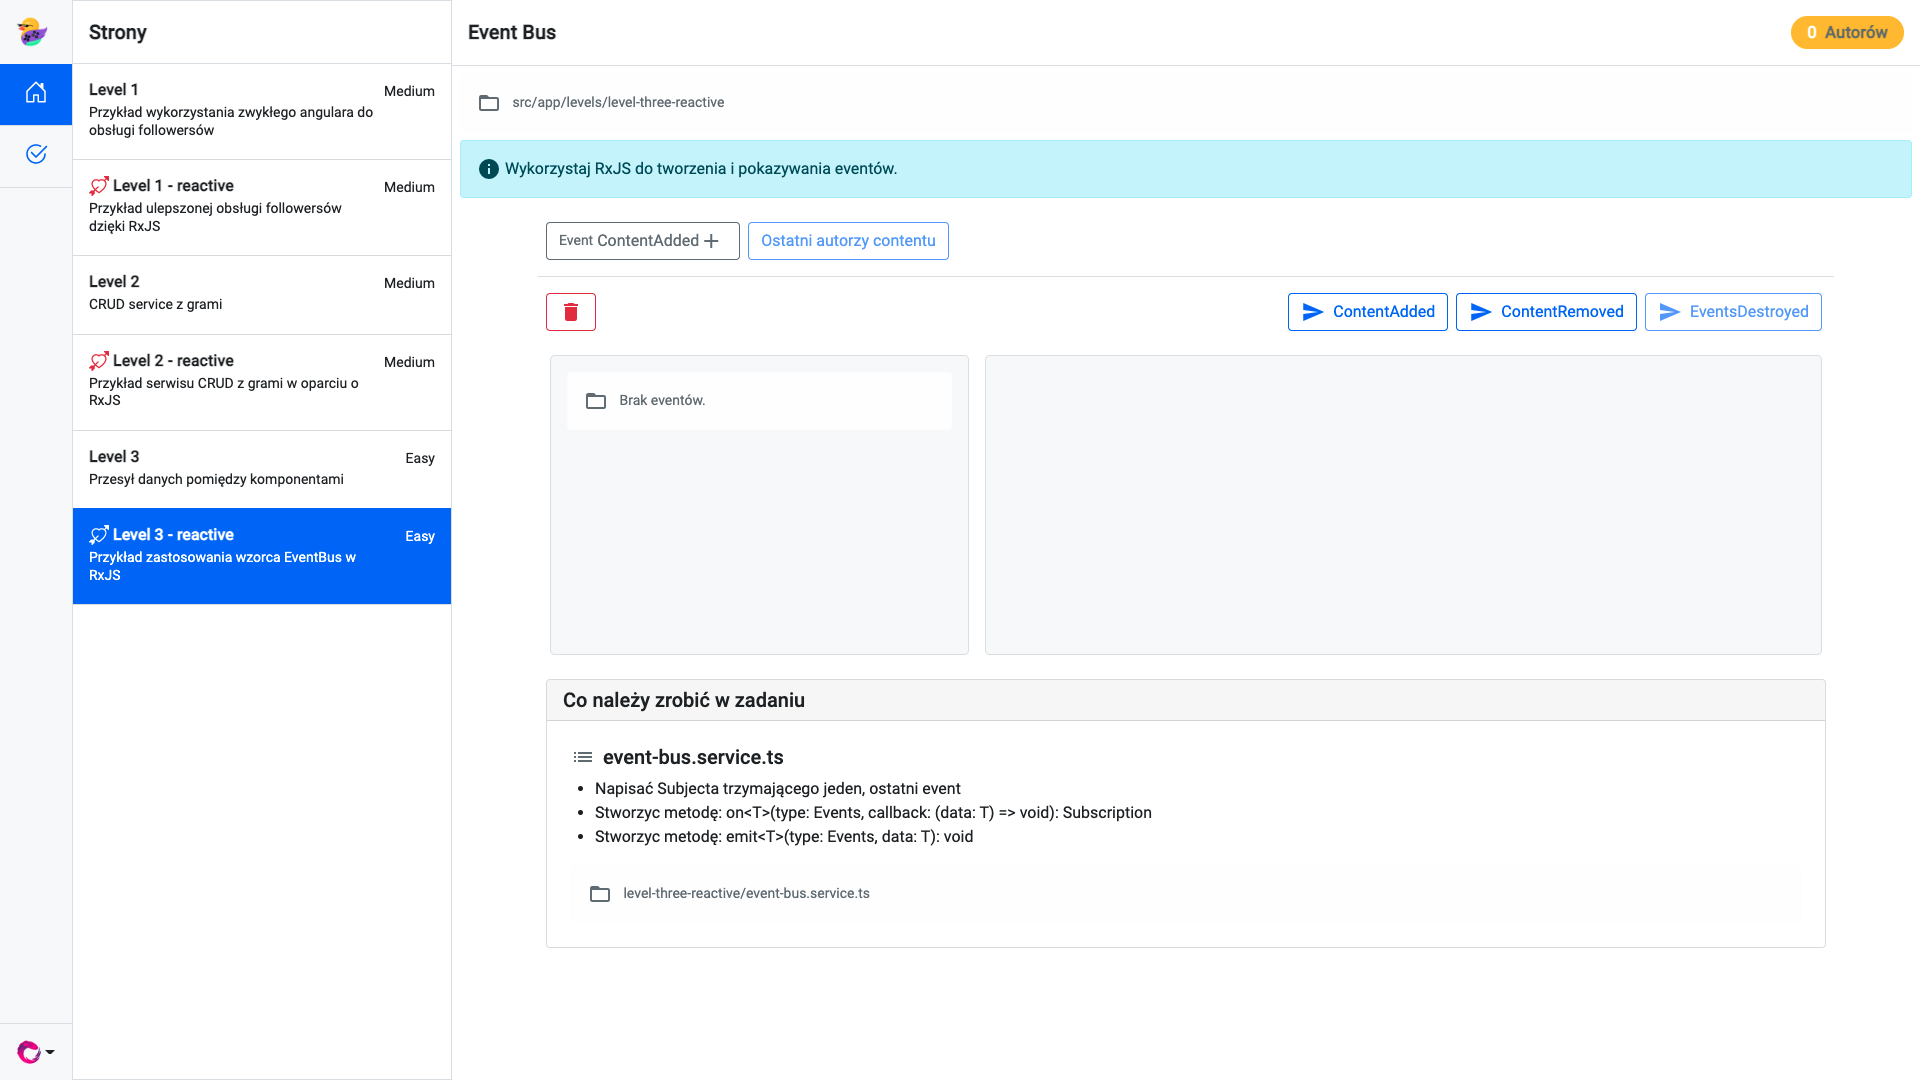 Strony
Level 1
Medium
Przykład wykorzystania zwykłego angulara do
obsługi followersów
Level 1 - reactive
Medium
Przykład ulepszonej obsługi followersów
dzięki RxJS
Level 2
Medium
CRUD service z grami
Level 2 - reactive
Medium
Przykład serwisu CRUD z grami w oparciu o
RxJS
Level 3
Easy
Przesył danych pomiędzy komponentami
Level 3 - reactive
Easy
Przykład zastosowania wzorca EventBus w
RxJS
Event Bus
0 Autorów
src/app/levels/level-three-reactive
Wykorzystaj RxJS do tworzenia i pokazywania eventów.
Event ContentAdded
Ostatni autorzy contentu
ContentAdded
ContentRemoved
EventsDestroyed
Brak eventów.
Co należy zrobić w zadaniu
event-bus.service.ts
• Napisać Subjecta trzymającego jeden, ostatni event
• Stworzyc metodę: on<T>(type: Events, callback: (data: T) => void): Subscription
• Stworzyc metodę: emit<T>(type: Events, data: T): void
level-three-reactive/event-bus.service.ts